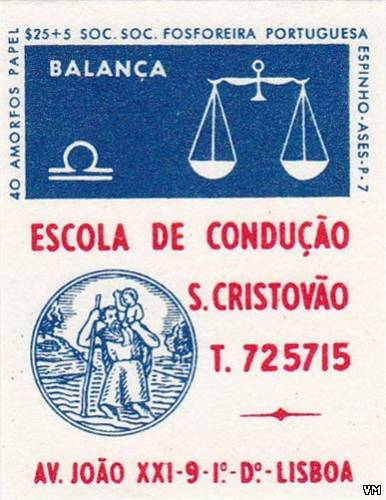 $25+5 SOC. SOC. FOSFOREIRA PORTUGUESA
40 AMORFOS PAPEL
ESPINHO-ASES-P-7
BALANÇA
ESCOLA DE CONDUÇÃO
S. CRISTOVÃO
T. 725715
AV. JOÃO XXI-9-1º-Dº-LISBOA
VM